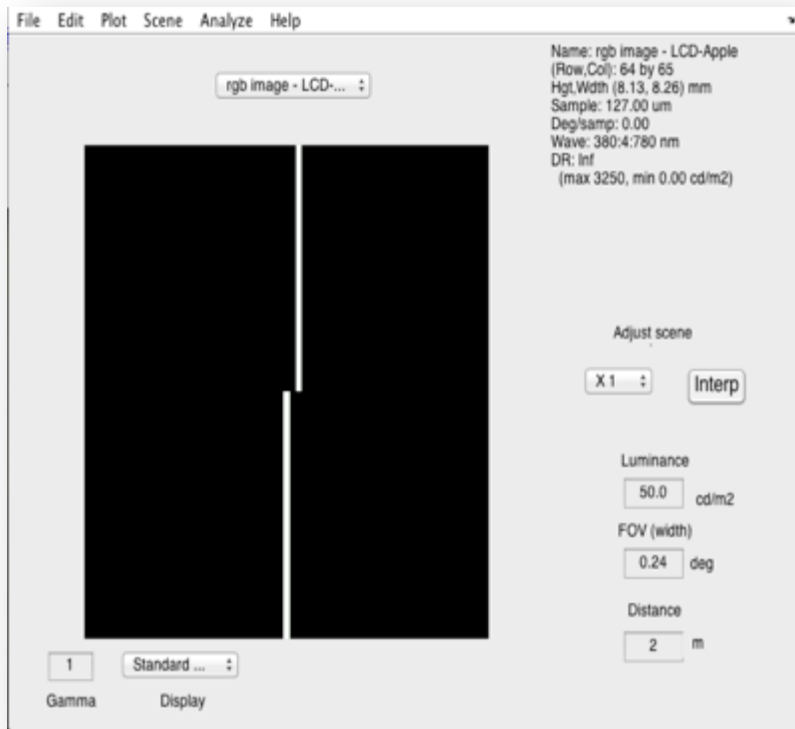 File Edit Plot Scene Analyze Help
rgb image - LCD-...
Name: rgb image - LCD-Apple
(Row,Col): 64 by 65
Hgt,Wdth (8.13, 8.26) mm
Sample: 127.00 um
Deg/samp: 0.00
Wave: 380:4:780 nm
DR: Inf
(max 3250, min 0.00 cd/m2)
Adjust scene
X 1
Interp
Luminance
50.0 cd/m2
FOV (width)
0.24 deg
Distance
2 m
1 Standard ...
Gamma Display